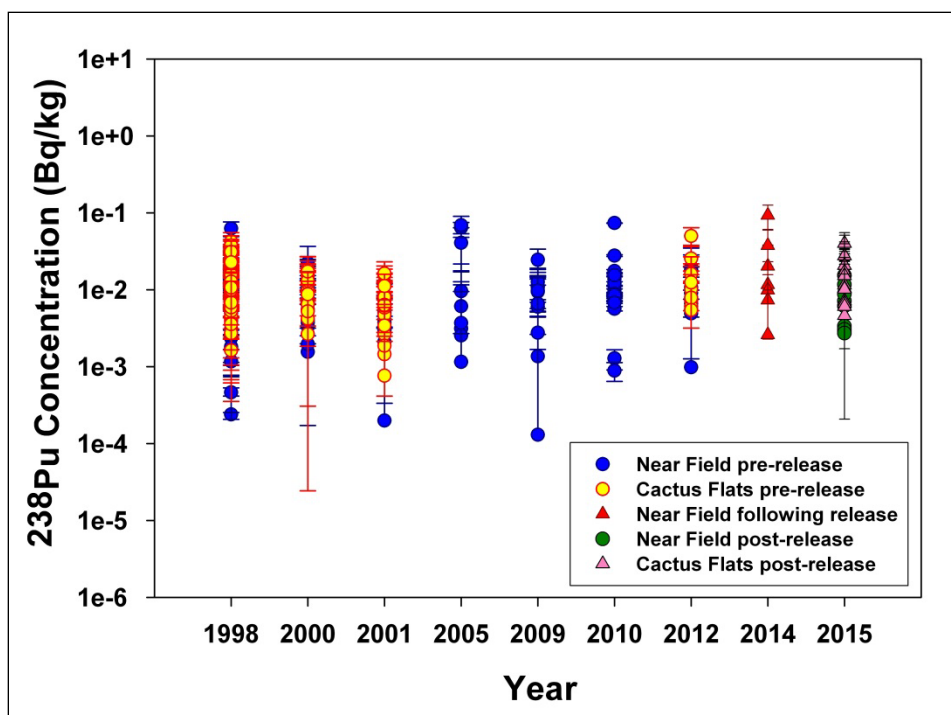 238Pu Concentration (Bq/kg)
1e+1
1e+0
1e-1
1e-2
1e-3
1e-4
1e-5
1e-6
Near Field pre-release
Cactus Flats pre-release
Near Field following release
Near Field post-release
Cactus Flats post-release
1998 2000 2001 2005 2009 2010 2012 2014 2015
Year